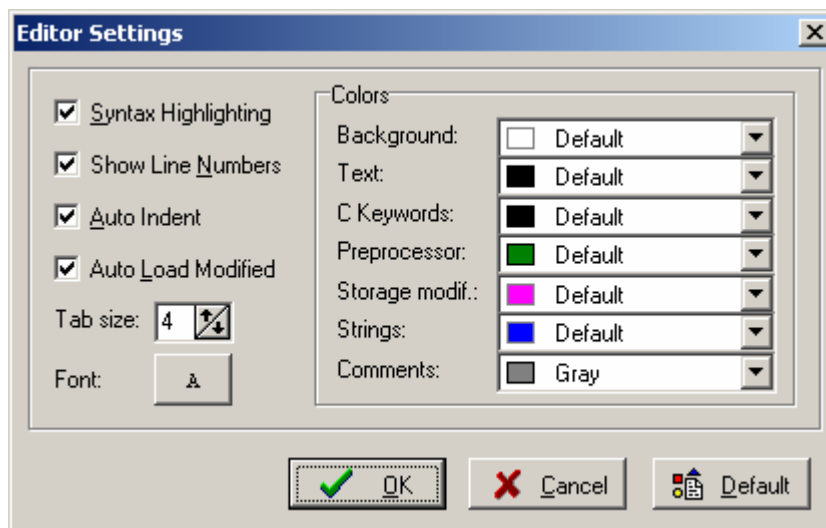 Editor Settings
Syntax Highlighting
Show Line Numbers
Auto Indent
Auto Load Modified
Tab size: 4
Font: A
Colors
Background: Default
Text: Default
C Keywords: Default
Preprocessor: Default
Storage modif.: Default
Strings: Default
Comments: Gray
OK Cancel Default